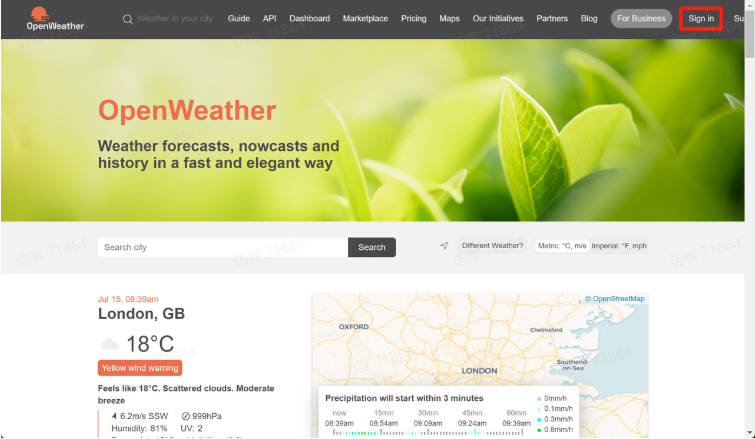 OpenWeather
Weather in your city
Guide
API
Dashboard
Marketplace
Pricing
Maps
Our Initiatives
Partners
Blog
For Business
Sign in
Su
OpenWeather
Weather forecasts, nowcasts and
history in a fast and elegant way
Search city
Search
Different Weather?
Metric: °C, m/s
Imperial: °F, mph
访客 71864
Jul 15, 08:39am
London, GB
18°C
Yellow wind warning
Feels like 18°C. Scattered clouds. Moderate
breeze
6.2m/s SSW
999hPa
Humidity: 81%
UV: 2
© OpenStreetMap
OXFORD
Chelmsford
Southend-
on-Sea
LONDON
Precipitation will start within 3 minutes
now
15min
30min
45min
60min
08:39am
08:54am
09:09am
09:24am
09:39am
0mm/h
0.1mm/h
0.3mm/h
0.8mm/h